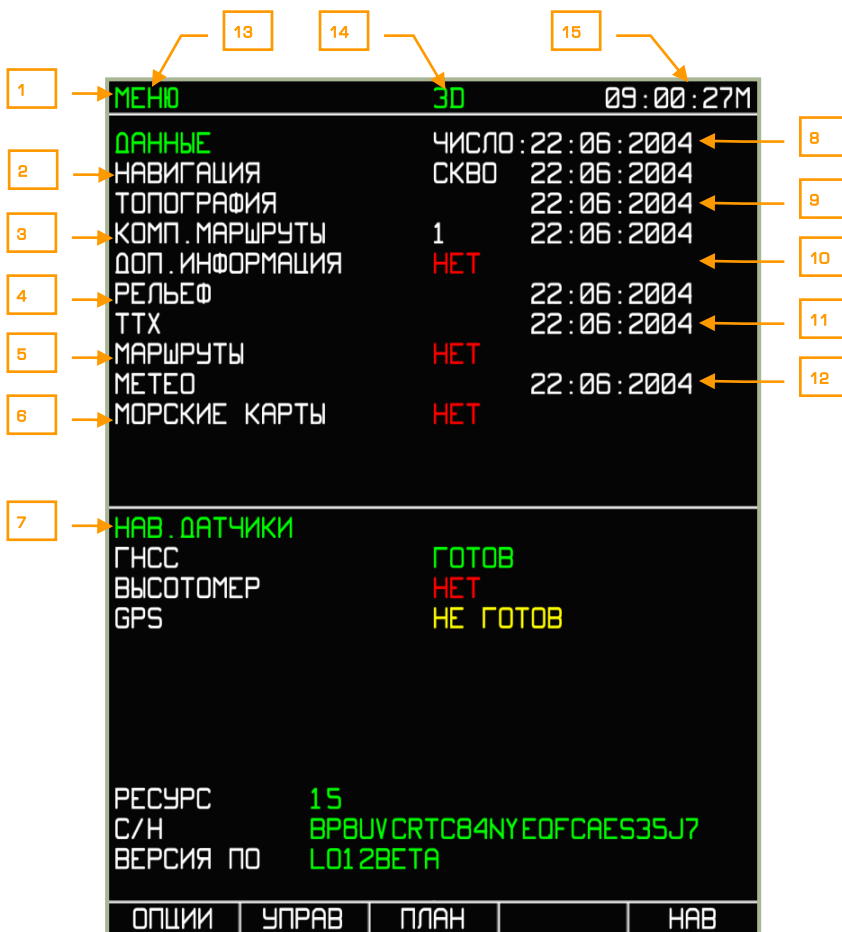 13 14 15
1 МЕНЮ 3D 09:00:27М
ДАННЫЕ ЧИСЛО:22:06:2004 8
2 НАВИГАЦИЯ СКВО 22:06:2004
ТОПОГРАФИЯ 22:06:2004 9
3 КОМП.МАРШРУТЫ 1 22:06:2004
ДОП.ИНФОРМАЦИЯ НЕТ 10
4 РЕЛЬЕФ 22:06:2004
ТТХ 22:06:2004 11
5 МАРШРУТЫ НЕТ
МЕТЕО 22:06:2004 12
6 МОРСКИЕ КАРТЫ НЕТ
7 НАВ.ДАТЧИКИ
ГНСС ГОТОВ
ВЫСОТОМЕР НЕТ
GPS НЕ ГОТОВ
РЕСУРС 15
С/Н BP8UVCRTC84NYEQFCAES35J7
ВЕРСИЯ ПО L012BETA
ОПЦИИ УПРАВ ПЛАН НАВ